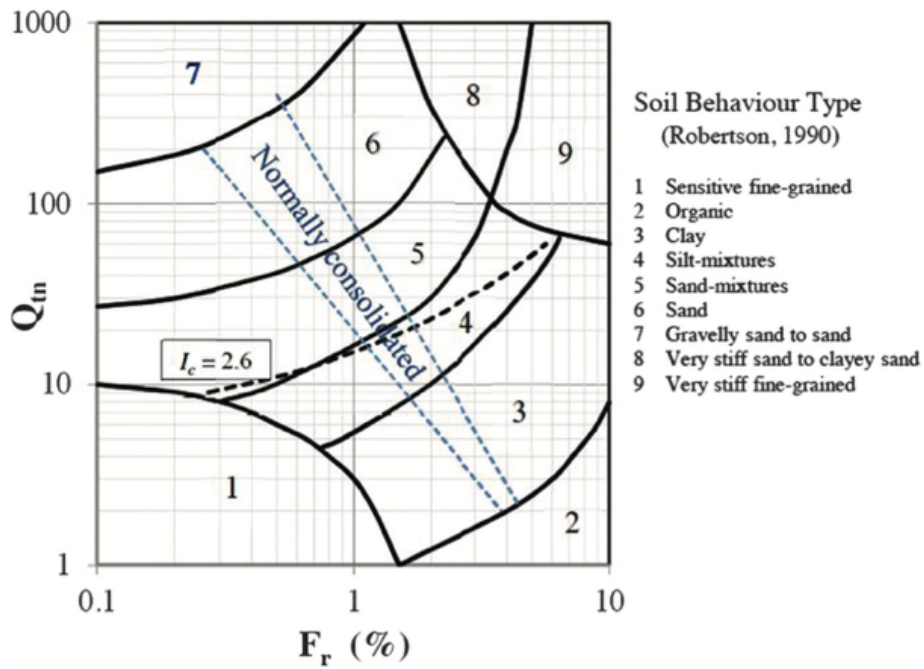 1000
100
10
1
Q_tn
0.1
1
10
F_r (%)
7
8
6
9
5
4
3
1
2
Normally consolidated
I_c = 2.6
Soil Behaviour Type
(Robertson, 1990)
1 Sensitive fine-grained
2 Organic
3 Clay
4 Silt-mixtures
5 Sand-mixtures
6 Sand
7 Gravelly sand to sand
8 Very stiff sand to clayey sand
9 Very stiff fine-grained